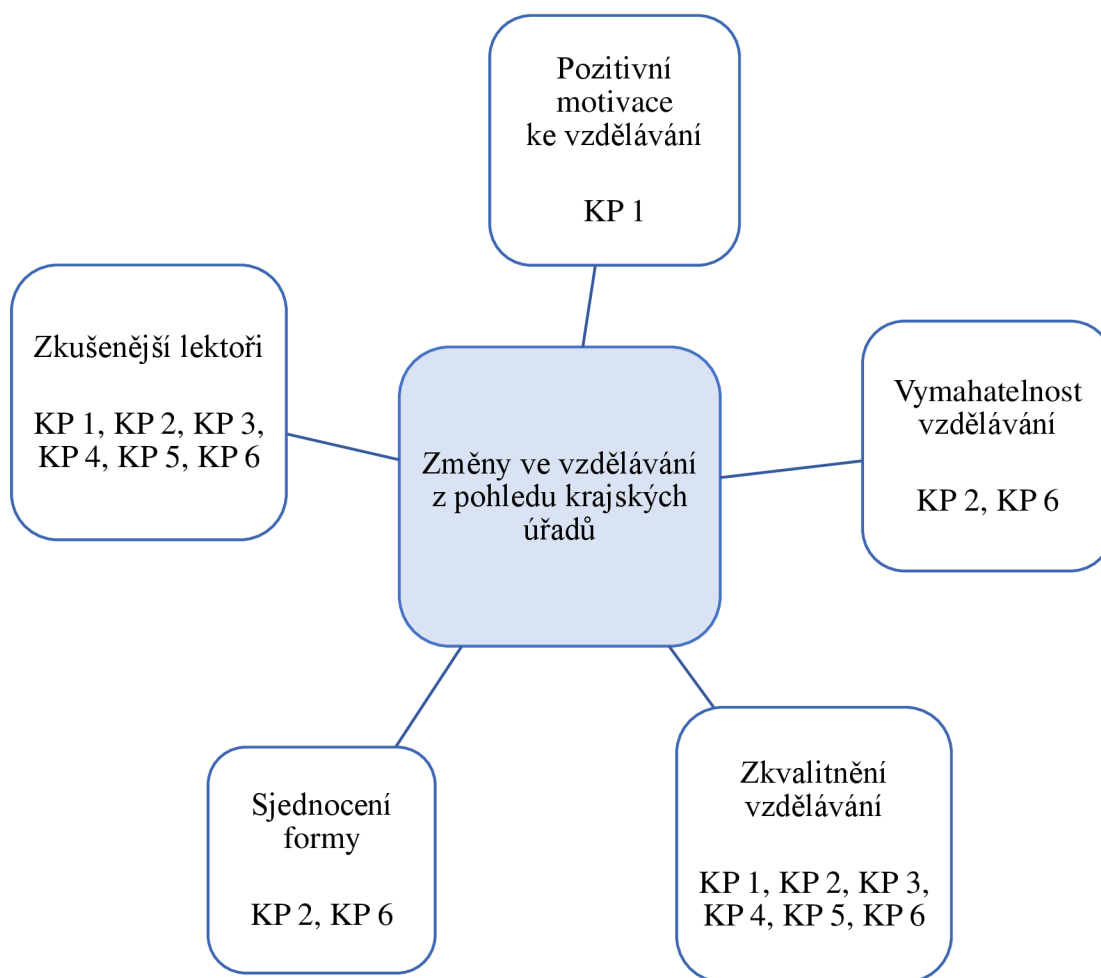 Pozitivní
motivace
ke vzdělávání
KP 1
Zkušenější lektoři
KP 1, KP 2, KP 3,
KP 4, KP 5, KP 6
Vymahatelnost
vzdělávání
KP 2, KP 6
Změny ve vzdělávání
z pohledu krajských
úřadů
Sjednocení
formy
KP 2, KP 6
Zkvalitnění
vzdělávání
KP 1, KP 2, KP 3,
KP 4, KP 5, KP 6